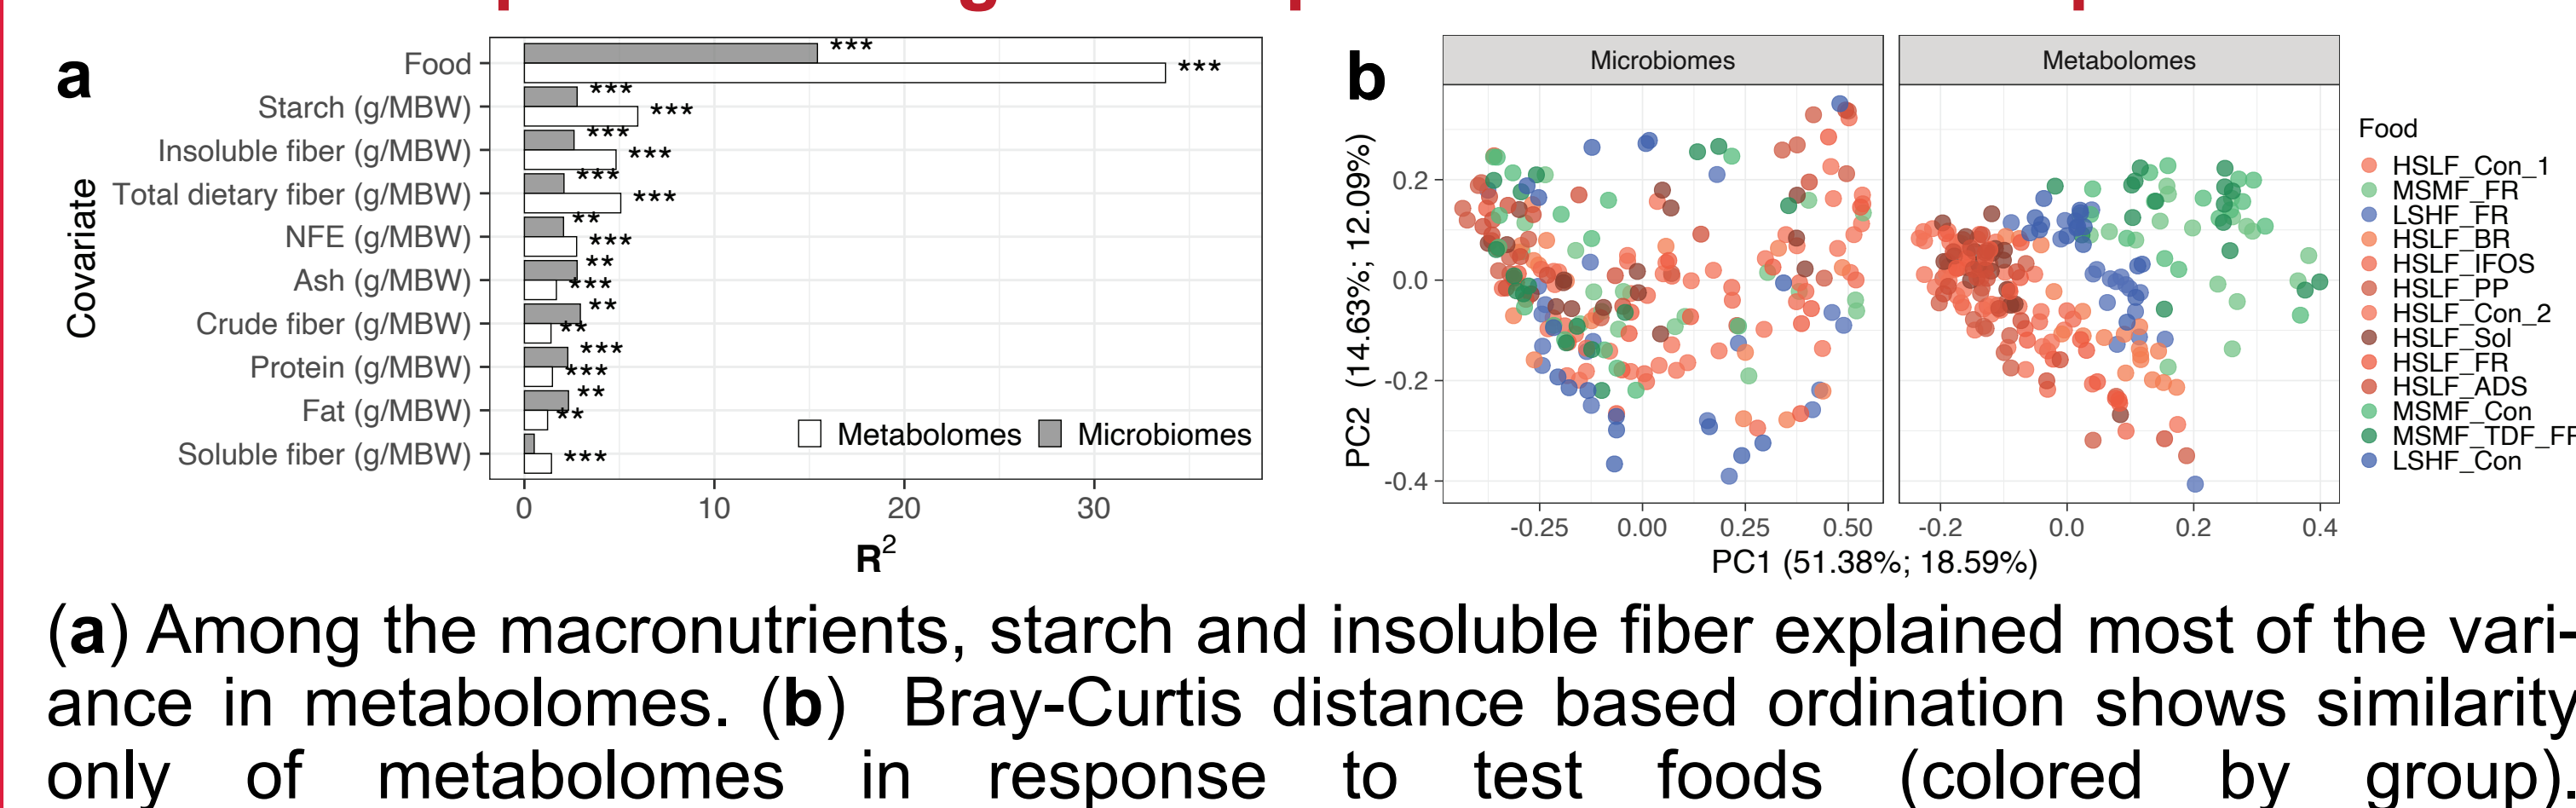 a
Food
Starch (g/MBW)
Insoluble fiber (g/MBW)
Total dietary fiber (g/MBW)
NFE (g/MBW)
Ash (g/MBW)
Crude fiber (g/MBW)
Protein (g/MBW)
Fat (g/MBW)
Soluble fiber (g/MBW)
Covariate
***
***
***
***
***
***
***
***
**
***
**
***
**
**
***
***
**
**
***
Metabolomes
Microbiomes
0 10 20 30
R²
b
Microbiomes
Metabolomes
PC2 (14.63%; 12.09%)
0.2
0.0
-0.2
-0.4
-0.25 0.00 0.25 0.50
-0.2 0.0 0.2 0.4
PC1 (51.38%; 18.59%)
Food
HSLF_Con_1
MSMF_FR
LSHF_FR
HSLF_BR
HSLF_IFOS
HSLF_PP
HSLF_Con_2
HSLF_Sol
HSLF_FR
HSLF_ADS
MSMF_Con
MSMF_TDF_FR
LSHF_Con
(a) Among the macronutrients, starch and insoluble fiber explained most of the vari-
ance in metabolomes. (b) Bray-Curtis distance based ordination shows similarity
only of metabolomes in response to test foods (colored by group).